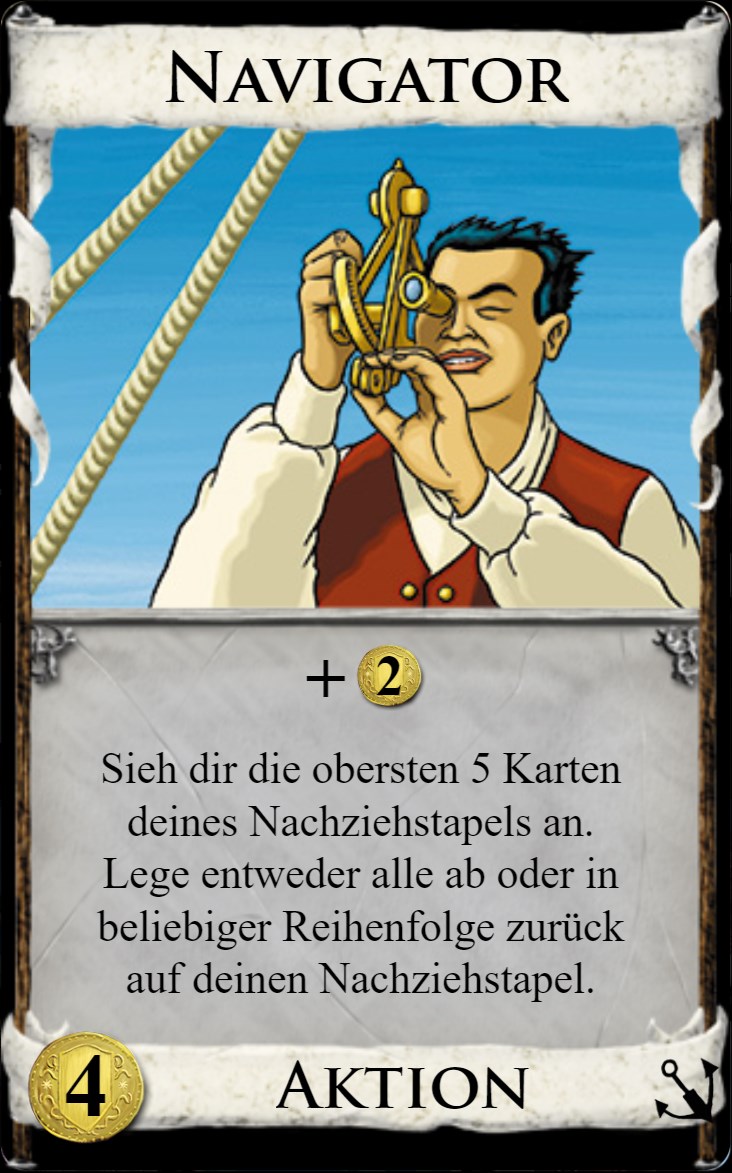 NAVIGATOR
+ 2
Sieh dir die obersten 5 Karten
deines Nachziehstapels an.
Lege entweder alle ab oder in
beliebiger Reihenfolge zurück
auf deinen Nachziehstapel.
4 AKTION